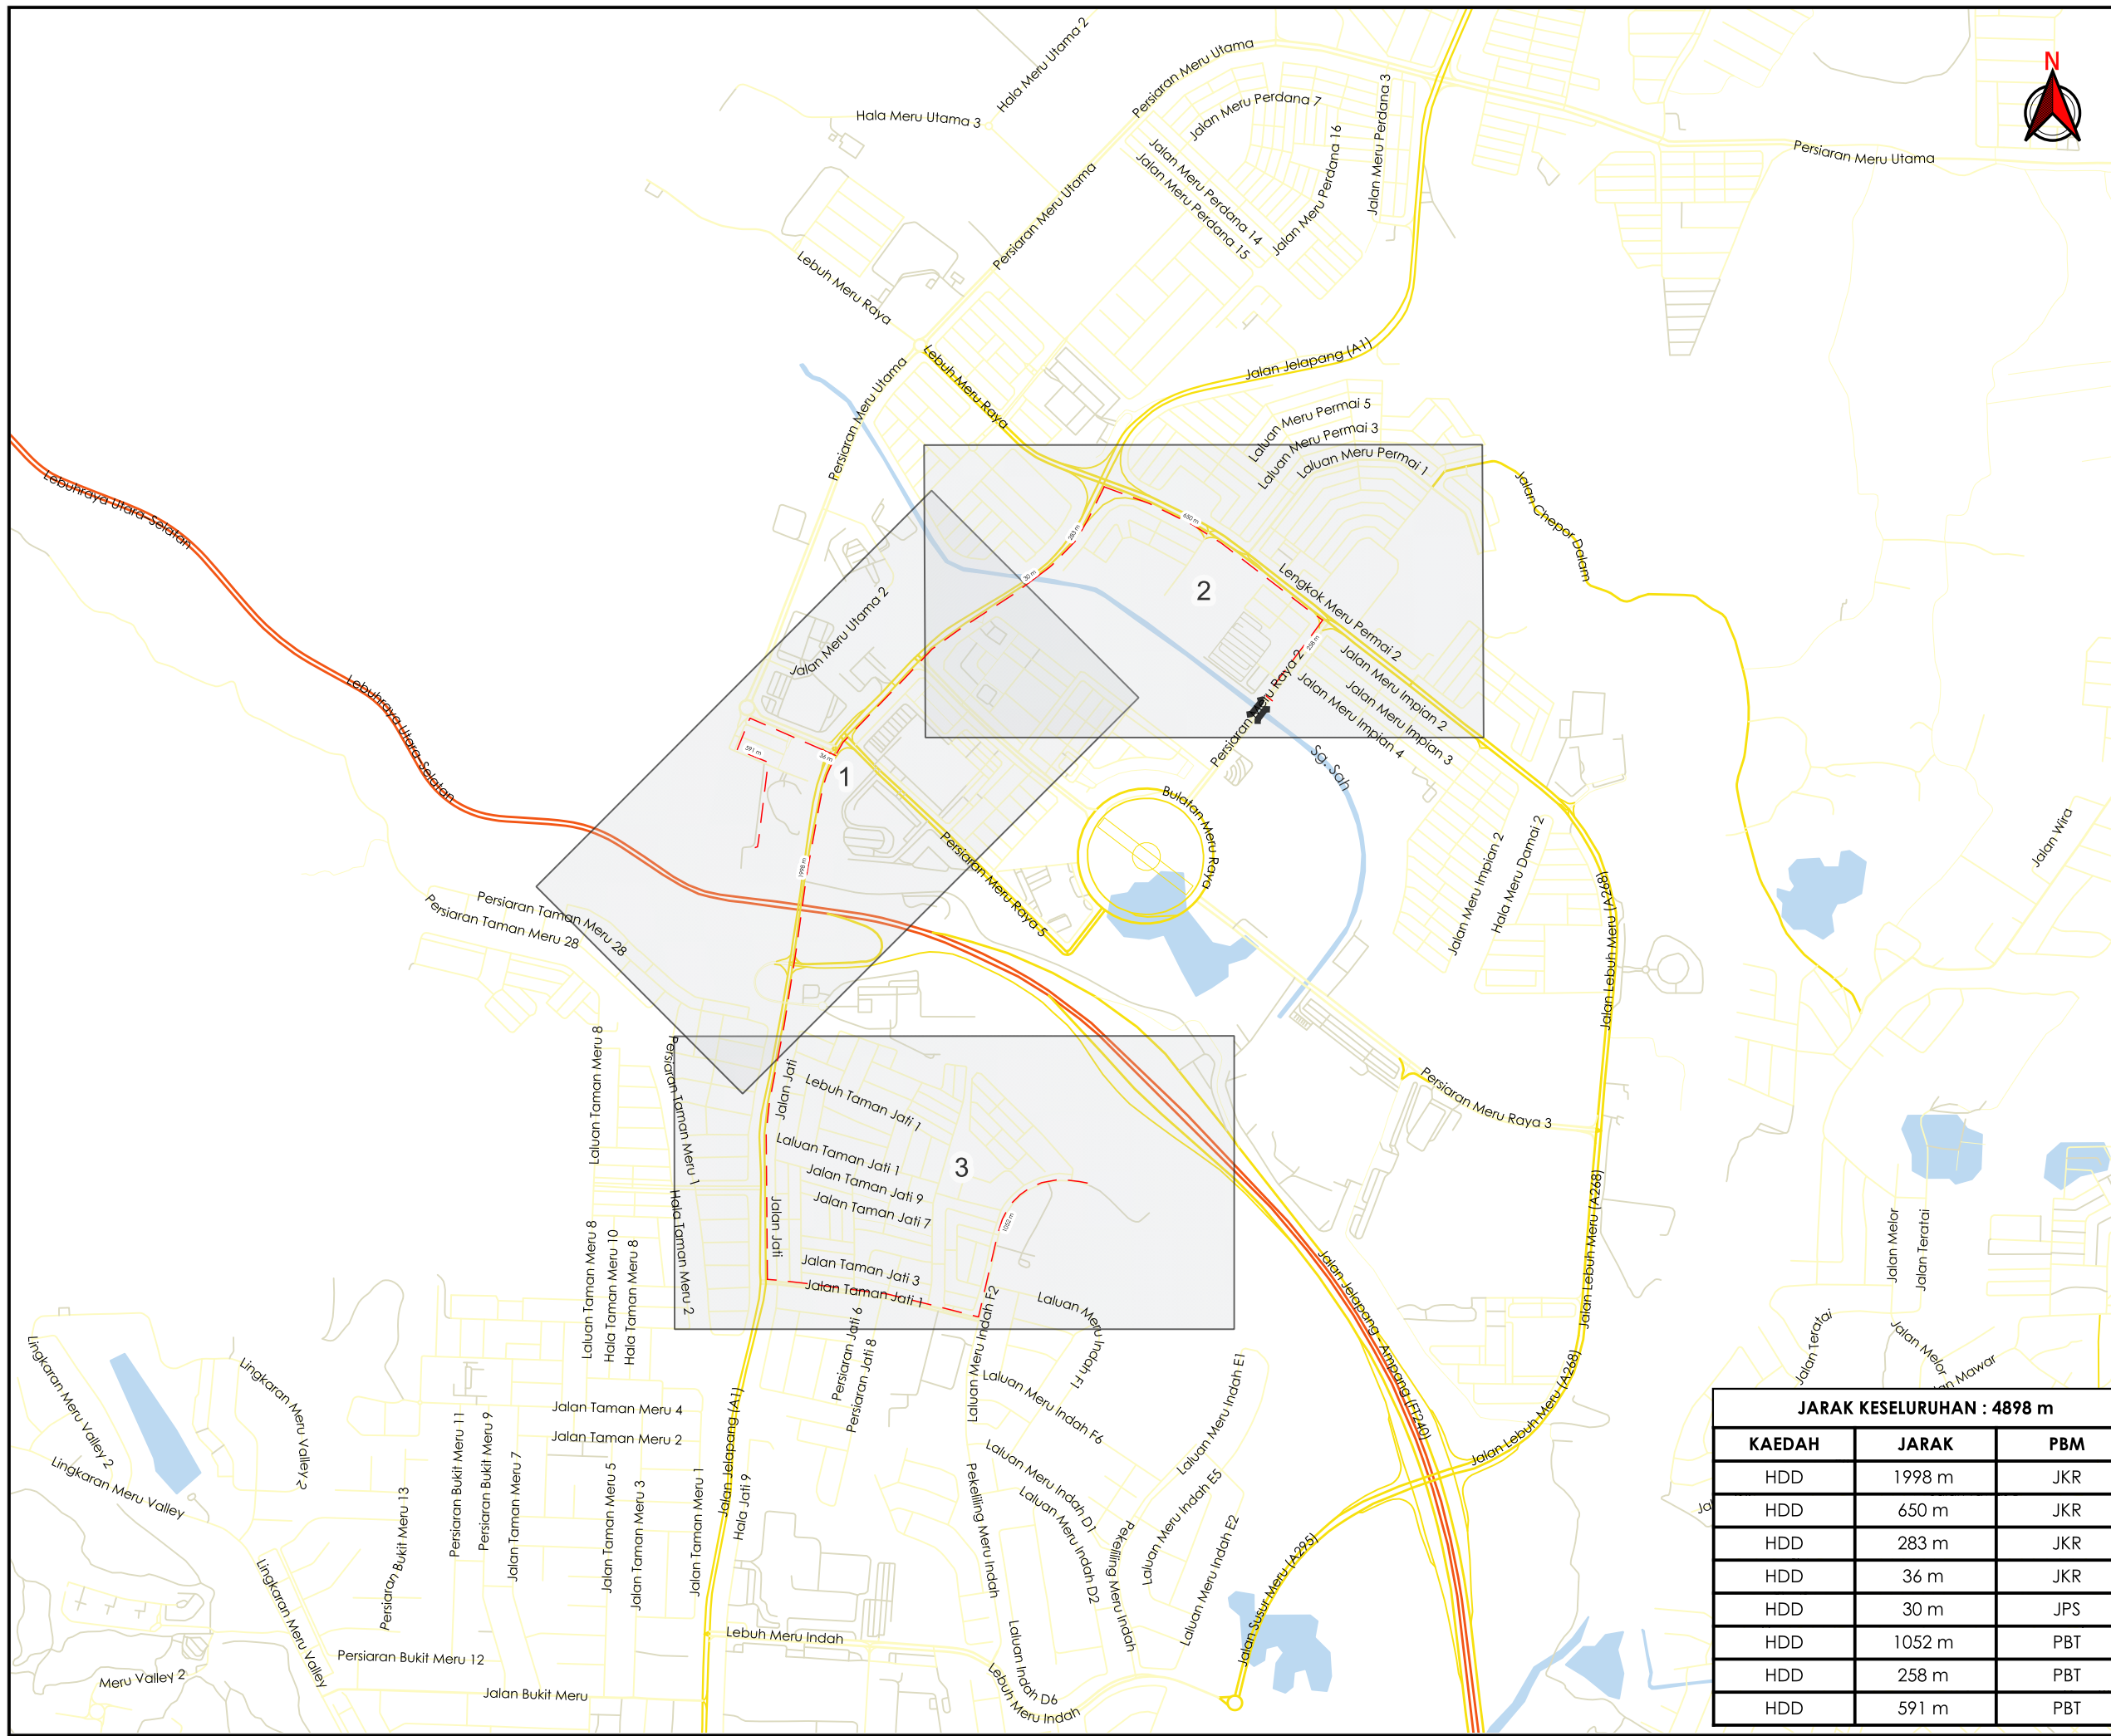 Hala Meru Utama 2
Persiaran Meru Utama
N
Hala Meru Utama 3
Jalan Meru Perdana 7
Jalan Meru Perdana 3
Jalan Meru Perdana 16
Persiaran Meru Utama
Jalan Meru Perdana 14
Jalan Meru Perdana 15
Persiaran Meru Utama
Lebuh Meru Raya
Lebuh Meru Raya
Jalan Jelapang (A1)
Persiaran Meru Utama
Laluan Meru Permai 5
Laluan Meru Permai 3
Laluan Meru Permai 1
Lebuhraya Utara-Selatan
Jalan Chepor Dalam
650 m
283 m
30 m
2
Lengkok Meru Permai 2
Jalan Meru Utama 2
258 m
Jalan Meru Impian 2
Persiaran Meru Raya 2
Jalan Meru Impian 3
Jalan Meru Impian 4
Lebuhraya Utara-Selatan
591 m
36 m
1
Sg. Sah
Bulatan Meru Raya
1998 m
Persiaran Meru Raya 5
Jalan Meru Impian 2
Hala Meru Damai 2
Jalan Wira
Persiaran Taman Meru 28
Persiaran Taman Meru 28
Jalan Lebuh Meru (A268)
Jalan Lebuh Meru (A268)
Laluan Taman Meru 8
Persiaran Taman Meru 1
Jalan Jati
Lebuh Taman Jati 1
Persiaran Meru Raya 3
Laluan Taman Jati 1
3
Jalan Taman Jati 9
Jalan Taman Jati 7
1052 m
Hala Taman Meru 2
Jalan Jati
Laluan Taman Meru 8
Hala Taman Meru 10
Hala Taman Meru 8
Jalan Taman Jati 3
Jalan Taman Jati 1
Jalan Lebuh Meru (A268)
Jalan Melor
Jalan Teratai
Laluan Meru Indah F2
Laluan Meru Indah F1
Persiaran Jati 6
Persiaran Jati 8
Jalan Jelapang - Ampang (FT240)
Jalan Teratai
Jalan Melor
Lingkaran Meru Valley 2
Lingkaran Meru Valley 2
Laluan Meru Indah E1
Laluan Meru Indah F6
Jalan Lebuh Meru (A268)
Jalan Taman Meru 4
Jalan Taman Meru 2
Jalan Jelapang (A1)
Persiaran Bukit Meru 11
Persiaran Bukit Meru 9
Jalan Taman Meru 7
Lingkaran Meru Valley
Persiaran Bukit Meru 13
Jalan Taman Meru 5
Jalan Taman Meru 3
Jalan Taman Meru 1
Hala Jati 9
Pekeliling Meru Indah
Laluan Meru Indah D1
Laluan Meru Indah D2
Pekeliling Meru Indah
Laluan Meru Indah E5
Laluan Meru Indah E2
Jalan Susur Meru (A295)
Lingkaran Meru Valley
Lebuh Meru Indah
Laluan Indah D6
Lebuh Meru Indah
Persiaran Bukit Meru 12
Meru Valley 2
Jalan Bukit Meru
Mawar
JARAK KESELURUHAN : 4898 m
KAEDAH JARAK PBM
HDD 1998 m JKR
HDD 650 m JKR
HDD 283 m JKR
HDD 36 m JKR
HDD 30 m JPS
HDD 1052 m PBT
HDD 258 m PBT
HDD 591 m PBT